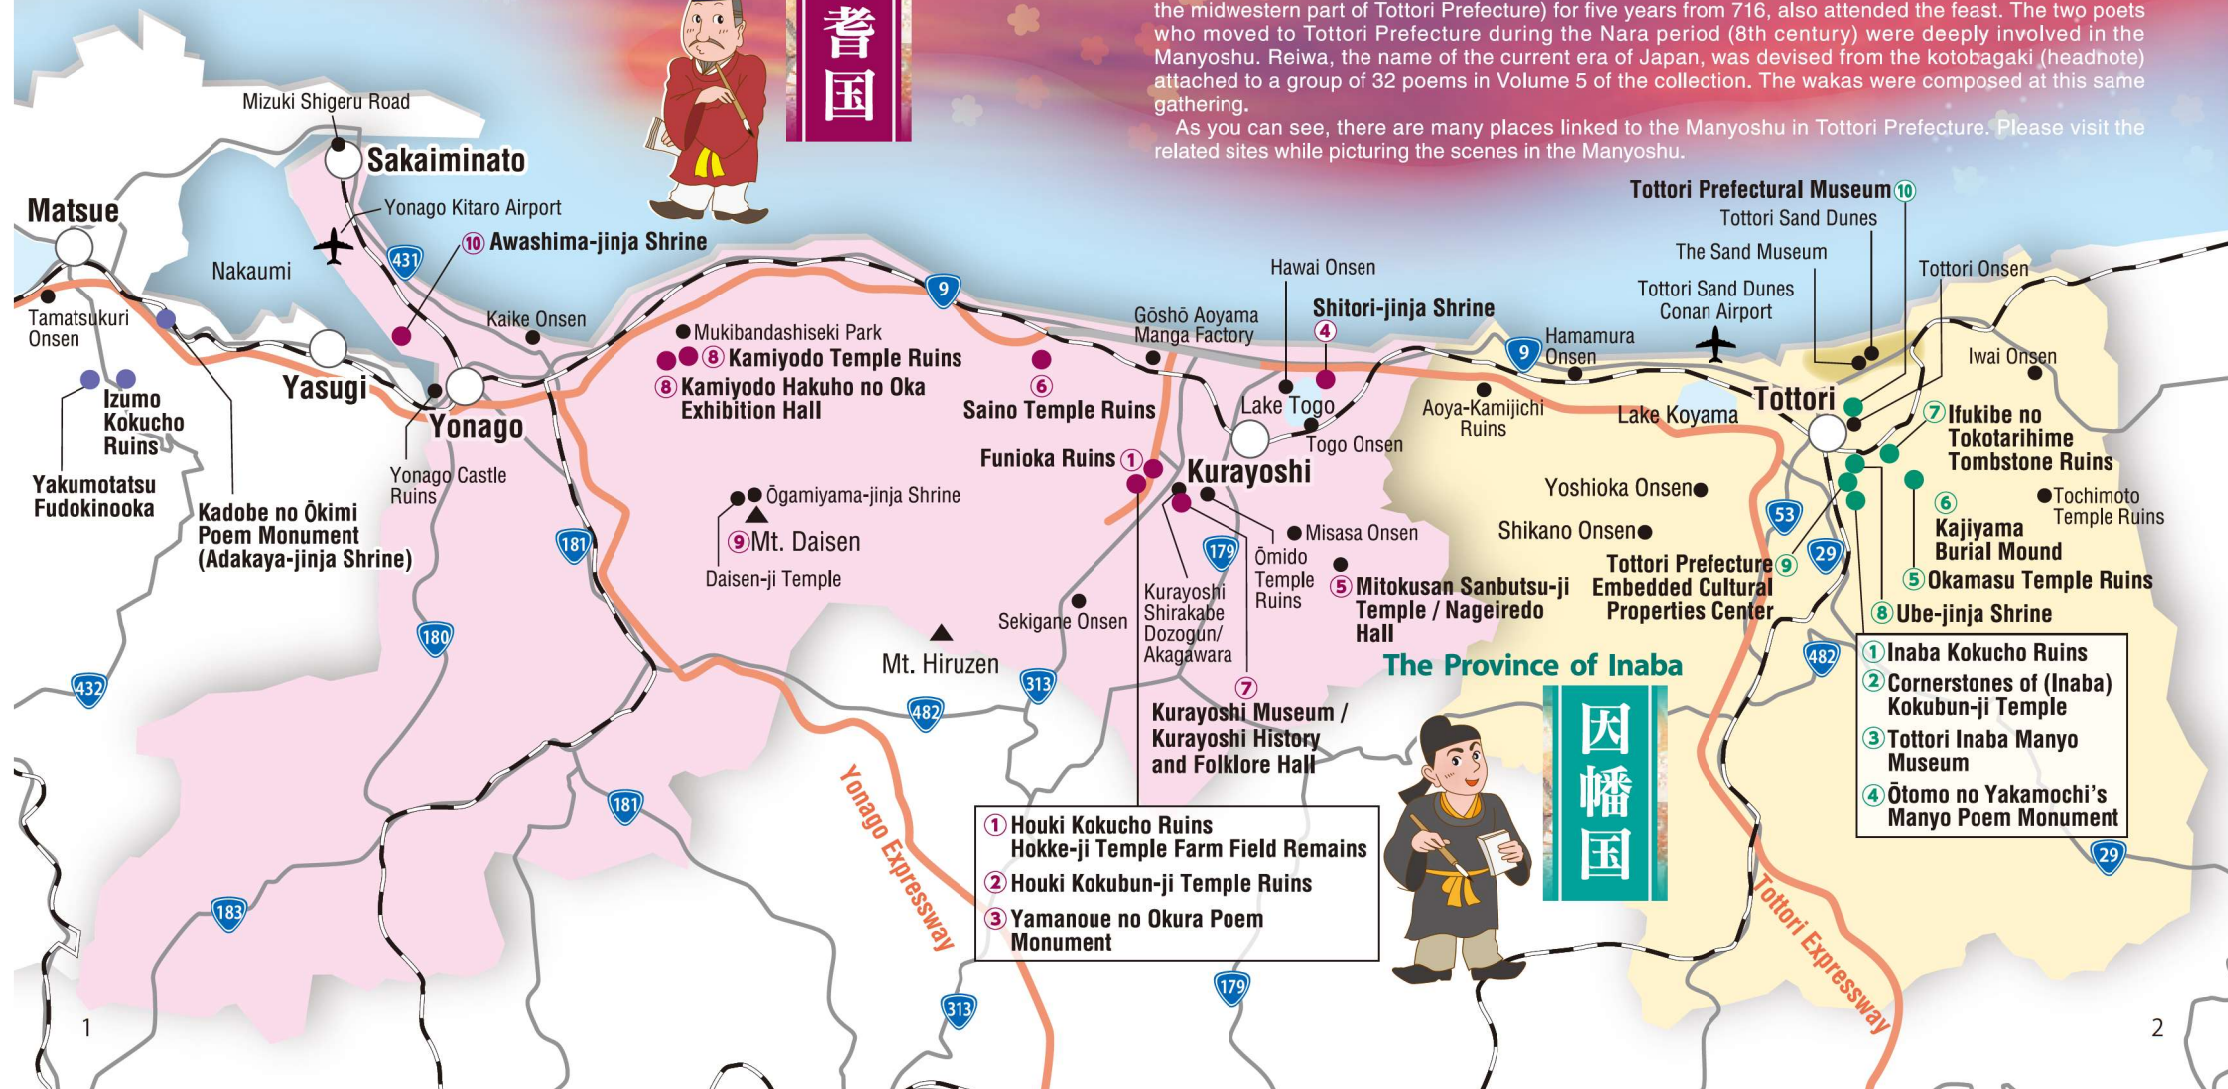 耆国
the midwestern part of Tottori Prefecture) for five years from 716, also attended the feast. The two poets
who moved to Tottori Prefecture during the Nara period (8th century) were deeply involved in the
Manyoshu. Reiwa, the name of the current era of Japan, was devised from the kotobagaki (headnote)
attached to a group of 32 poems in Volume 5 of the collection. The wakas were composed at this same
gathering.
As you can see, there are many places linked to the Manyoshu in Tottori Prefecture. Please visit the
related sites while picturing the scenes in the Manyoshu.
Mizuki Shigeru Road
Sakaiminato
Matsue
Yonago Kitaro Airport
⑩ Awashima-jinja Shrine
431
Nakaumi
Tamatsukuri
Onsen
Kaike Onsen
Yasugi
Yonago
Izumo
Kokucho
Ruins
Yakumotatsu
Fudokinooka
Kadobe no Ōkimi
Poem Monument
(Adakaya-jinja Shrine)
Yonago Castle
Ruins
9
Mukibandashiseki Park
⑧ Kamiyodo Temple Ruins
⑧ Kamiyodo Hakuho no Oka
Exhibition Hall
⑥
Saino Temple Ruins
Gōshō Aoyama
Manga Factory
Hawai Onsen
Shitori-jinja Shrine
④
Lake Togo
Togo Onsen
Funioka Ruins ①
Kurayoshi
Ōgamiyama-jinja Shrine
⑨ Mt. Daisen
Daisen-ji Temple
181
180
432
183
181
Mt. Hiruzen
482
313
Sekigane Onsen
Kurayoshi
Shirakabe
Dozogun/
Akagawara
179
Ōmido
Temple
Ruins
Misasa Onsen
⑤ Mitokusan Sanbutsu-ji
Temple / Nageiredo
Hall
⑦
Kurayoshi Museum /
Kurayoshi History
and Folklore Hall
① Houki Kokucho Ruins
Hokke-ji Temple Farm Field Remains
② Houki Kokubun-ji Temple Ruins
③ Yamanoue no Okura Poem
Monument
Yonago Expressway
313
179
Tottori Prefectural Museum ⑩
Tottori Sand Dunes
The Sand Museum
Tottori Onsen
Tottori Sand Dunes
Conan Airport
9
Hamamura
Onsen
Iwai Onsen
Aoya-Kamijichi
Ruins
Lake Koyama
Tottori
⑦ Ifukibe no
Tokotarihime
Tombstone Ruins
Yoshioka Onsen
Shikano Onsen
53
29
⑥
Kajiyama
Burial Mound
Tochimoto
Temple Ruins
Tottori Prefecture ⑨
Embedded Cultural
Properties Center
⑤ Okamasu Temple Ruins
⑧ Ube-jinja Shrine
482
The Province of Inaba
因幡国
① Inaba Kokucho Ruins
② Cornerstones of (Inaba)
Kokubun-ji Temple
③ Tottori Inaba Manyo
Museum
④ Ōtomo no Yakamochi's
Manyo Poem Monument
29
Tottori Expressway
1
2